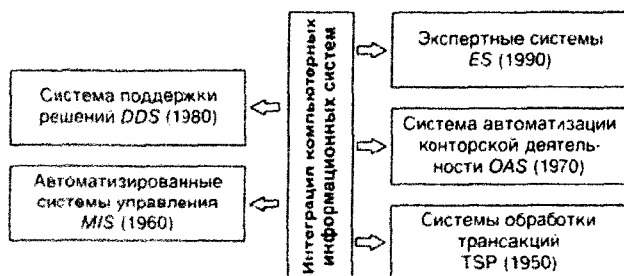 Система поддержки
решений DDS (1980)
Автоматизированные
системы управления
MIS (1960)
Интеграция компьютерных
информационных систем
Экспертные системы
ES (1990)
Система автоматизации
конторской деятель-
ности OAS (1970)
Системы обработки
трансакций
TSP (1950)